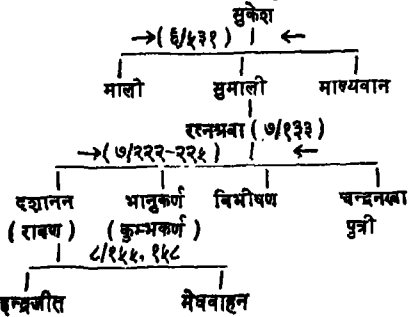 सुकेश
→(६/५३१) ←
माली सुमाली माल्यवान
रत्नश्रवा (७/१३३)
→(७/२२२-२२५) ←
दशानन भानुकर्ण विभीषण चन्द्रनखा
(रावण) (कुम्भकर्ण) पुत्री
८/१५५, १५८
इन्द्रजीत मेघवाहन